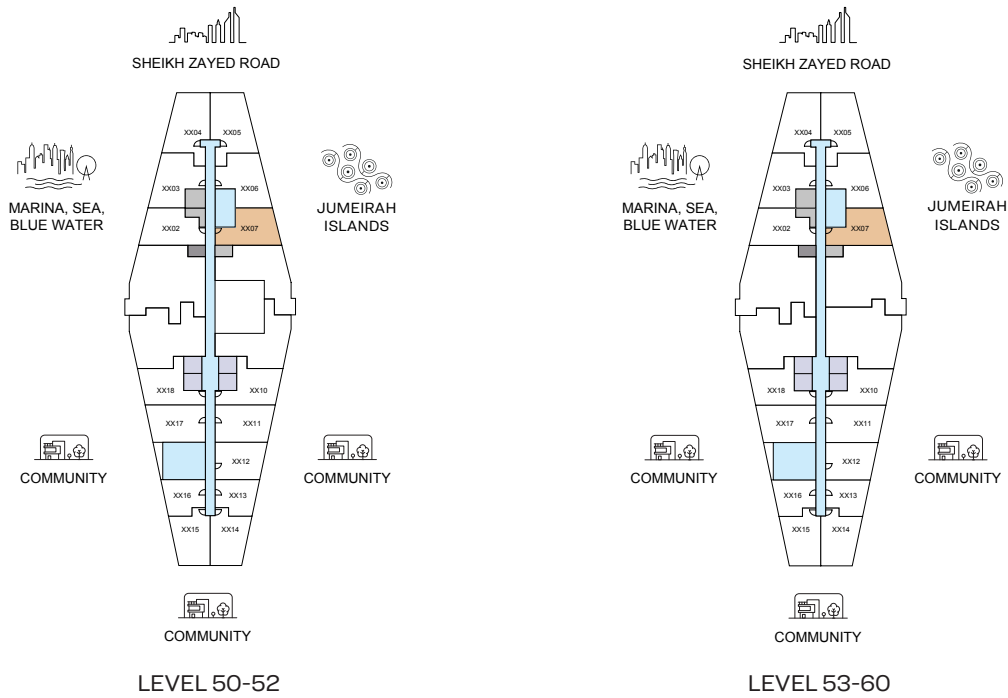 SHEIKH ZAYED ROAD
XX04
XX05
MARINA, SEA,
BLUE WATER
XX03
XX06
JUMEIRAH
ISLANDS
XX02
XX07
XX18
XX10
XX17
XX11
COMMUNITY
XX12
COMMUNITY
XX16
XX13
XX15
XX14
COMMUNITY
LEVEL 50-52
SHEIKH ZAYED ROAD
XX04
XX05
MARINA, SEA,
BLUE WATER
XX03
XX06
JUMEIRAH
ISLANDS
XX02
XX07
XX18
XX10
XX17
XX11
COMMUNITY
XX12
COMMUNITY
XX16
XX13
XX15
XX14
COMMUNITY
LEVEL 53-60